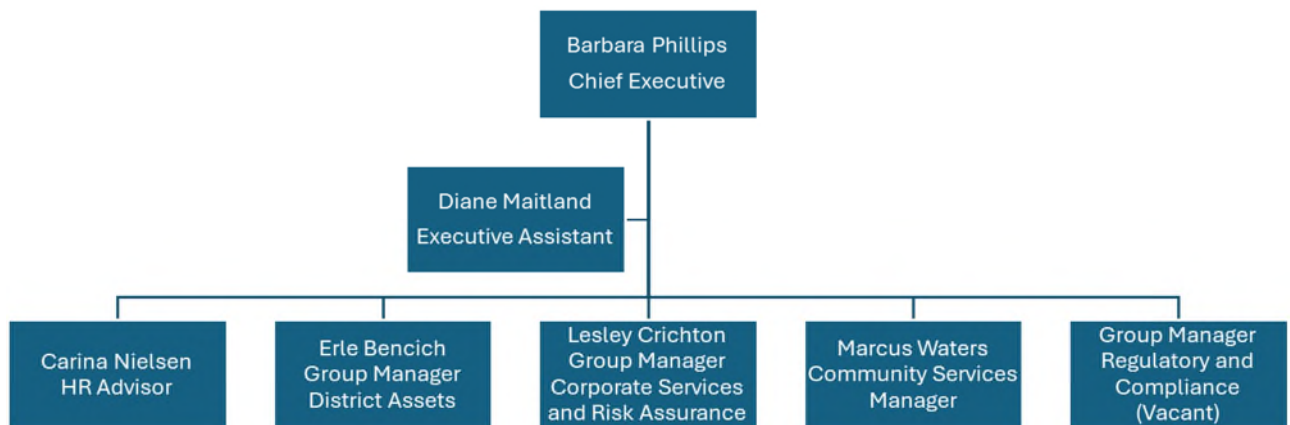 Barbara Phillips
Chief Executive
Diane Maitland
Executive Assistant
Carina Nielsen
HR Advisor
Erle Bencich
Group Manager
District Assets
Lesley Crichton
Group Manager
Corporate Services
and Risk Assurance
Marcus Waters
Community Services
Manager
Group Manager
Regulatory and
Compliance
(Vacant)